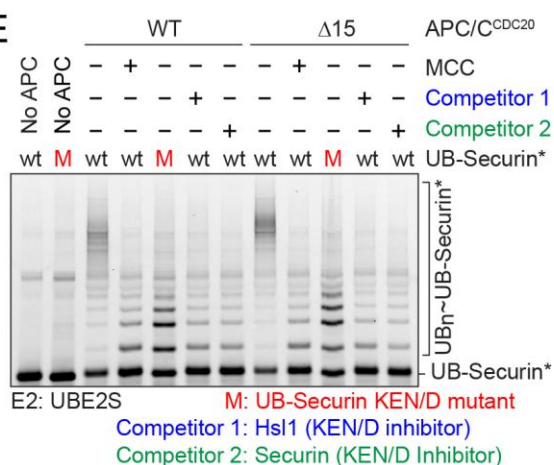 E
WT Δ15 APC/C^CDC20
No APC No APC
– + – – – – + – – – MCC
– – – + – – – – + – Competitor 1
– – – – + – – – – + Competitor 2
wt M wt wt M wt wt wt wt M wt wt UB-Securin*
UBn~UB-Securin*
UB-Securin*
E2: UBE2S M: UB-Securin KEN/D mutant
Competitor 1: Hsl1 (KEN/D inhibitor)
Competitor 2: Securin (KEN/D Inhibitor)